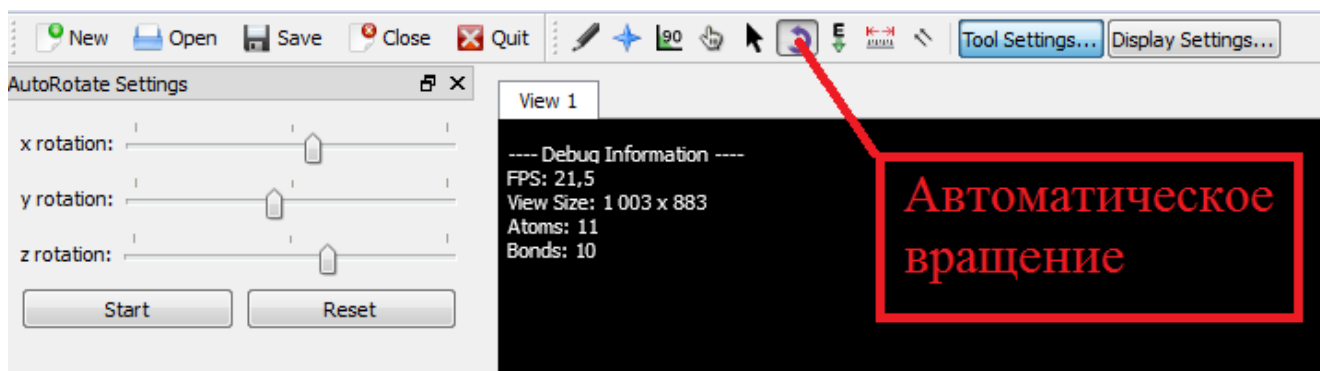 New Open Save Close Quit 90 E Tool Settings... Display Settings...
AutoRotate Settings
View 1
x rotation:
y rotation:
z rotation:
Start Reset
---- Debug Information ----
FPS: 21,5
View Size: 1 003 x 883
Atoms: 11
Bonds: 10
Автоматическое
вращение